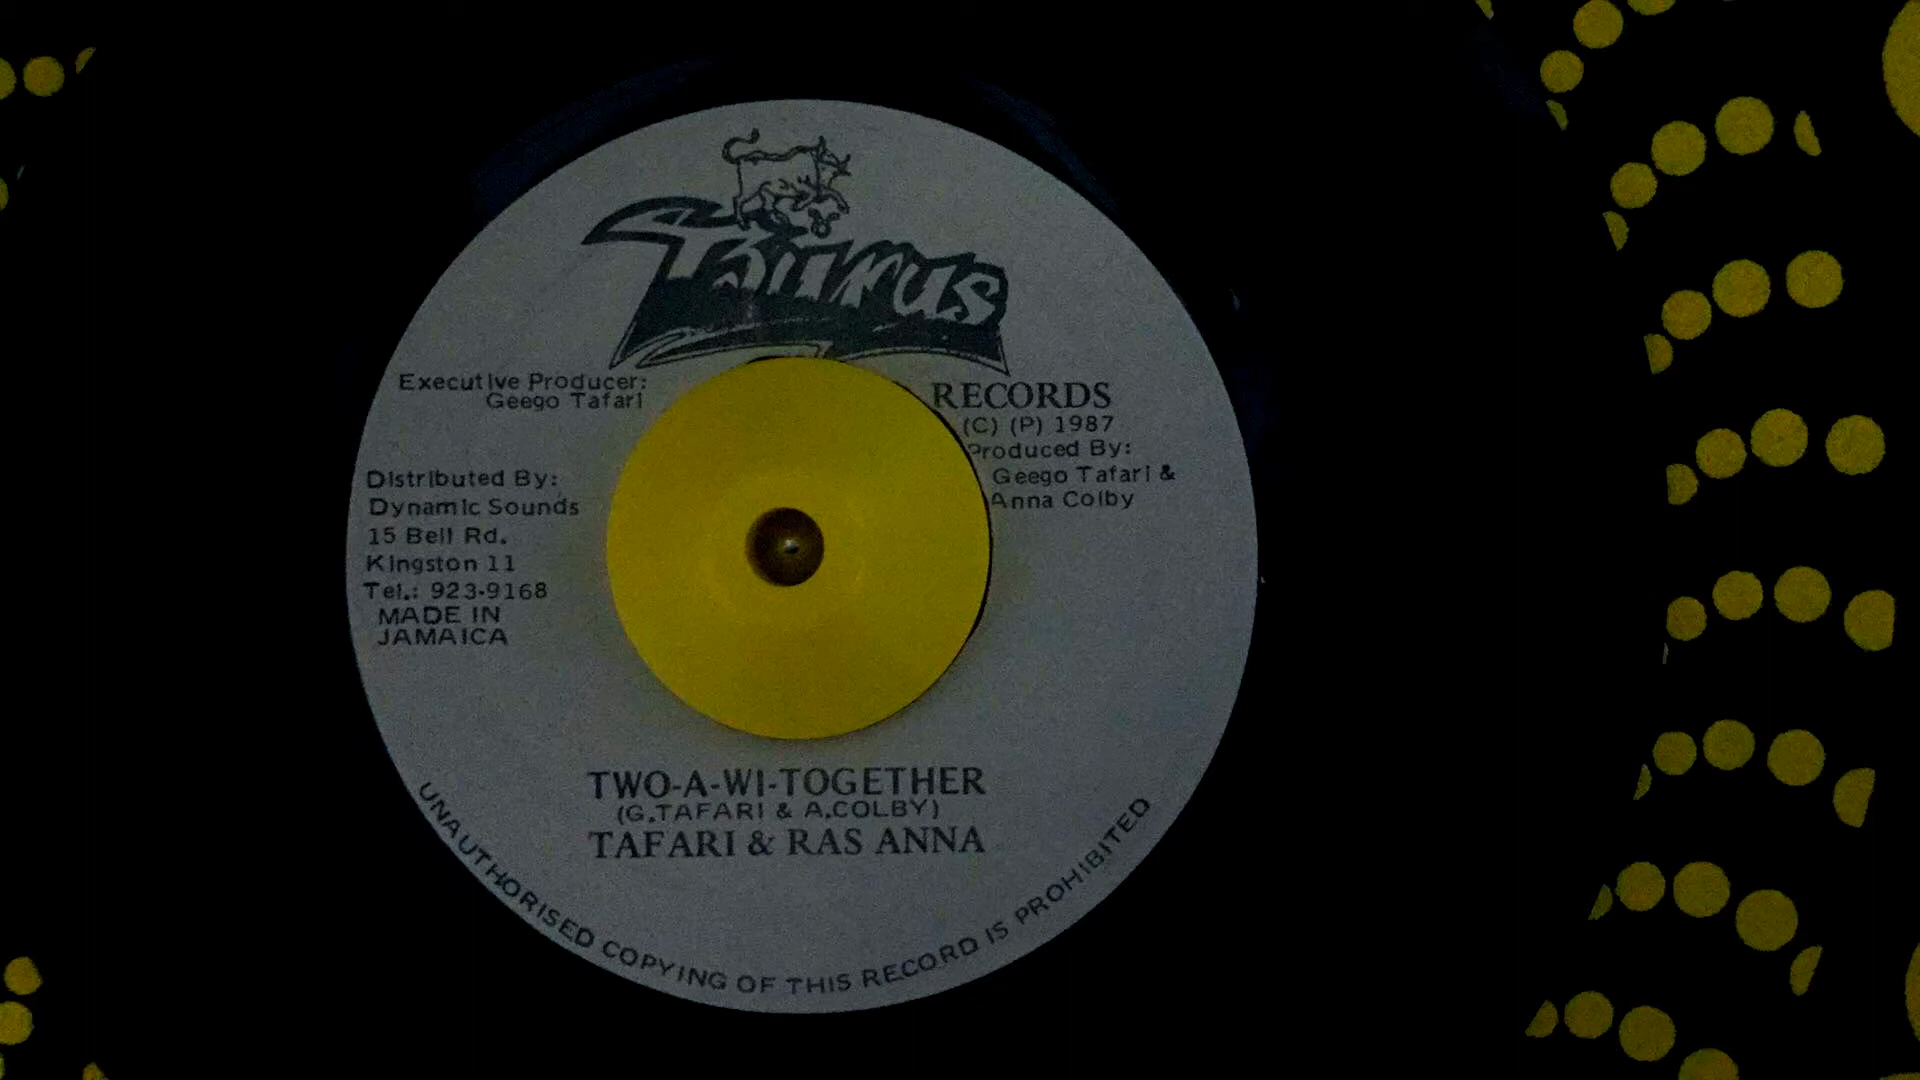 Taurus
RECORDS
(C) (P) 1987
Produced By:
Geego Tafari &
Anna Colby
Executive Producer:
Geego Tafari
Distributed By:
Dynamic Sounds
15 Bell Rd.
Kingston 11
Tel.: 923-9168
MADE IN
JAMAICA
TWO-A-WI-TOGETHER
(G.TAFARI & A.COLBY)
TAFARI & RAS ANNA
UNAUTHORISED COPYING OF THIS RECORD IS PROHIBITED